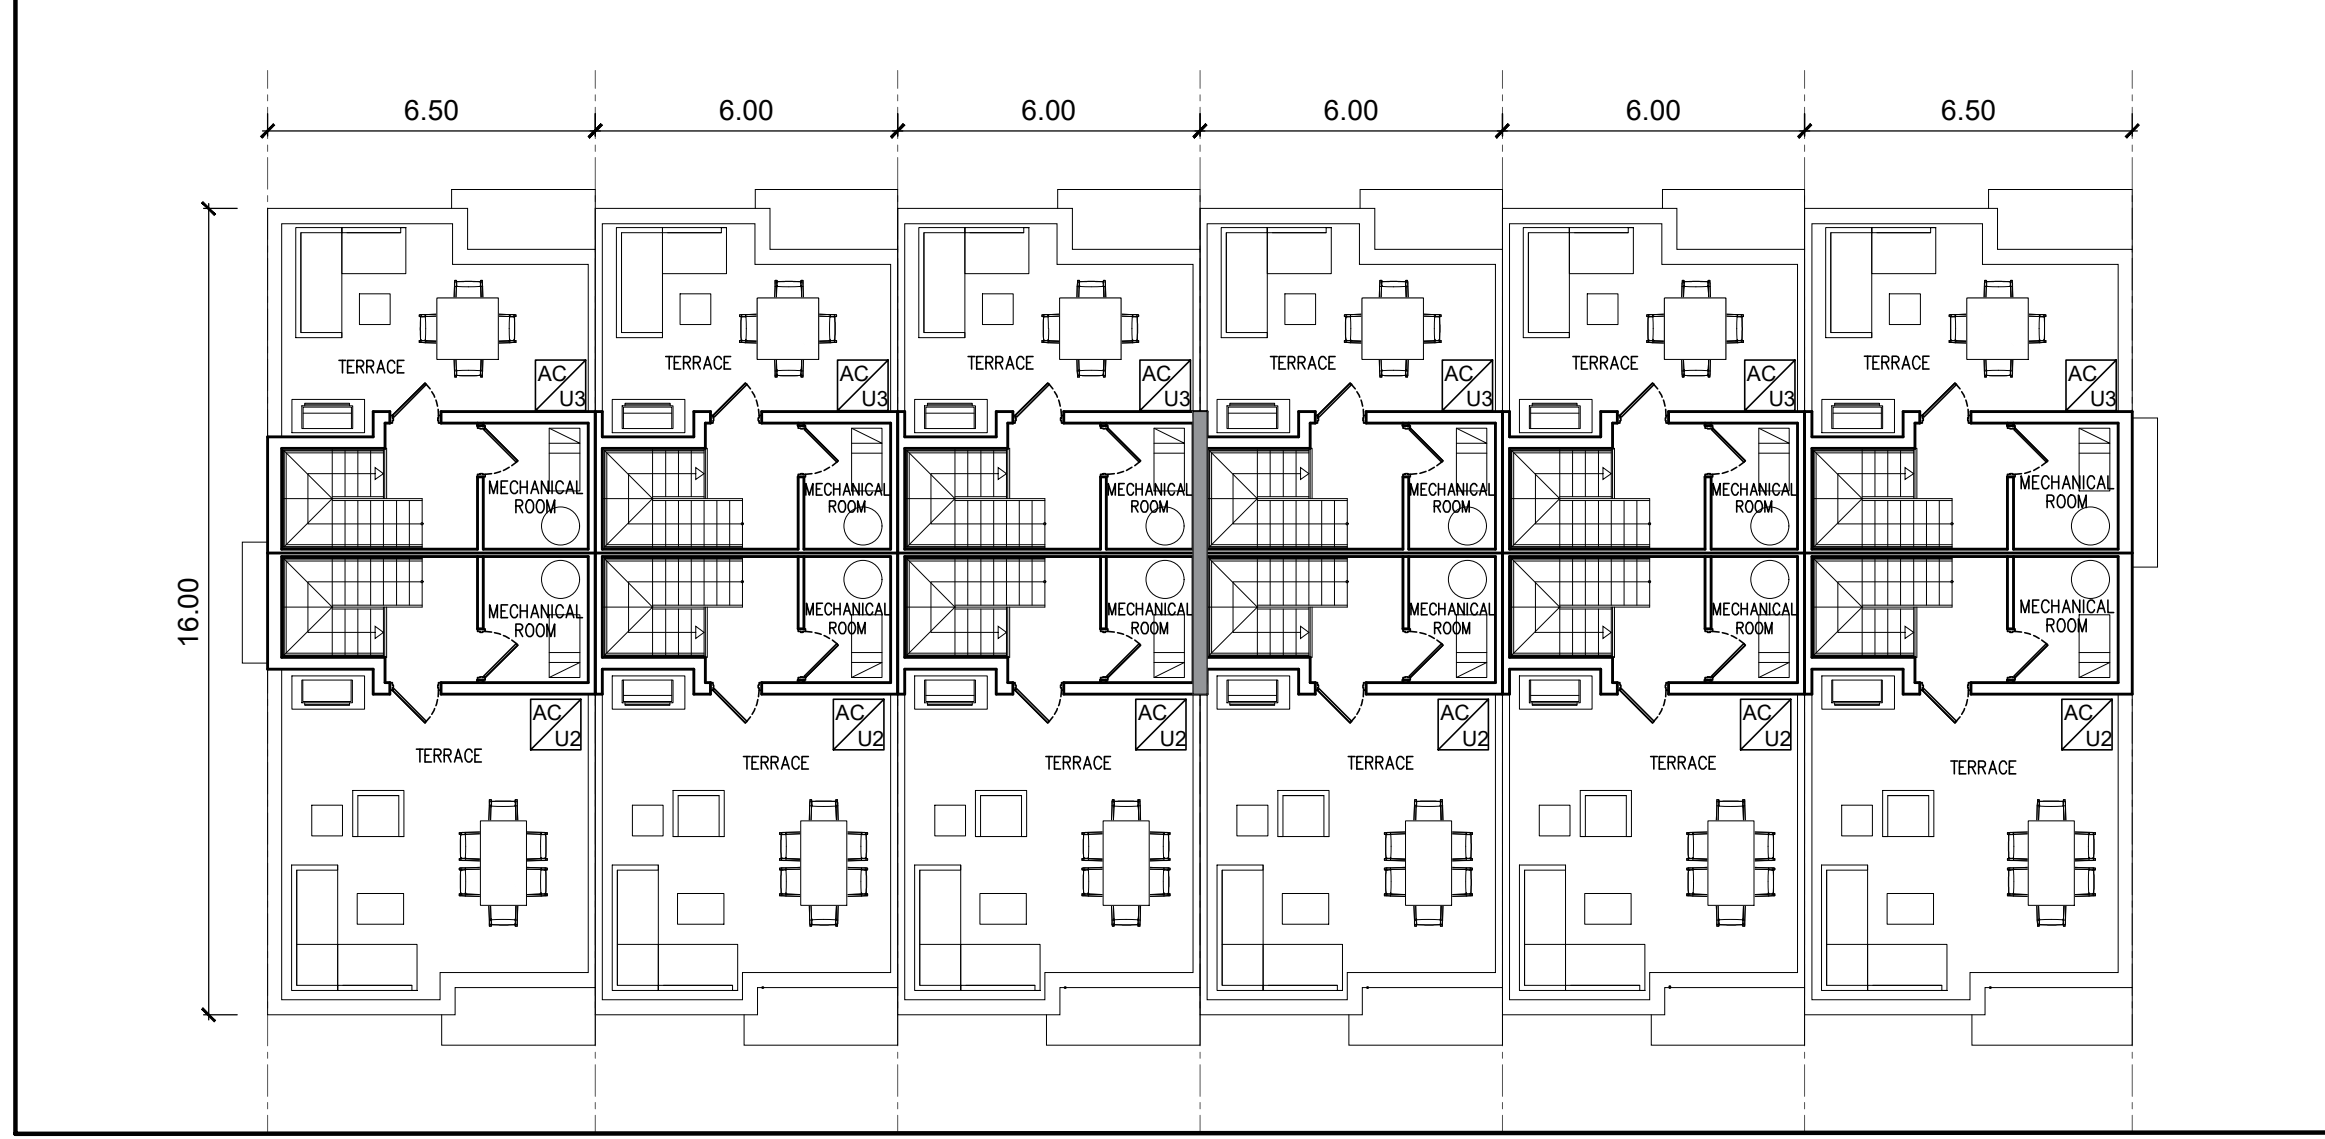 6.50 6.00 6.00 6.00 6.00 6.50
TERRACE TERRACE TERRACE TERRACE TERRACE TERRACE
AC AC AC AC AC AC
U3 U3 U3 U3 U3 U3
MECHANICAL MECHANICAL MECHANICAL MECHANICAL MECHANICAL MECHANICAL
ROOM ROOM ROOM ROOM ROOM ROOM
16.00
MECHANICAL MECHANICAL MECHANICAL MECHANICAL MECHANICAL MECHANICAL
ROOM ROOM ROOM ROOM ROOM ROOM
AC AC AC AC AC AC
U2 U2 U2 U2 U2 U2
TERRACE TERRACE TERRACE TERRACE TERRACE TERRACE